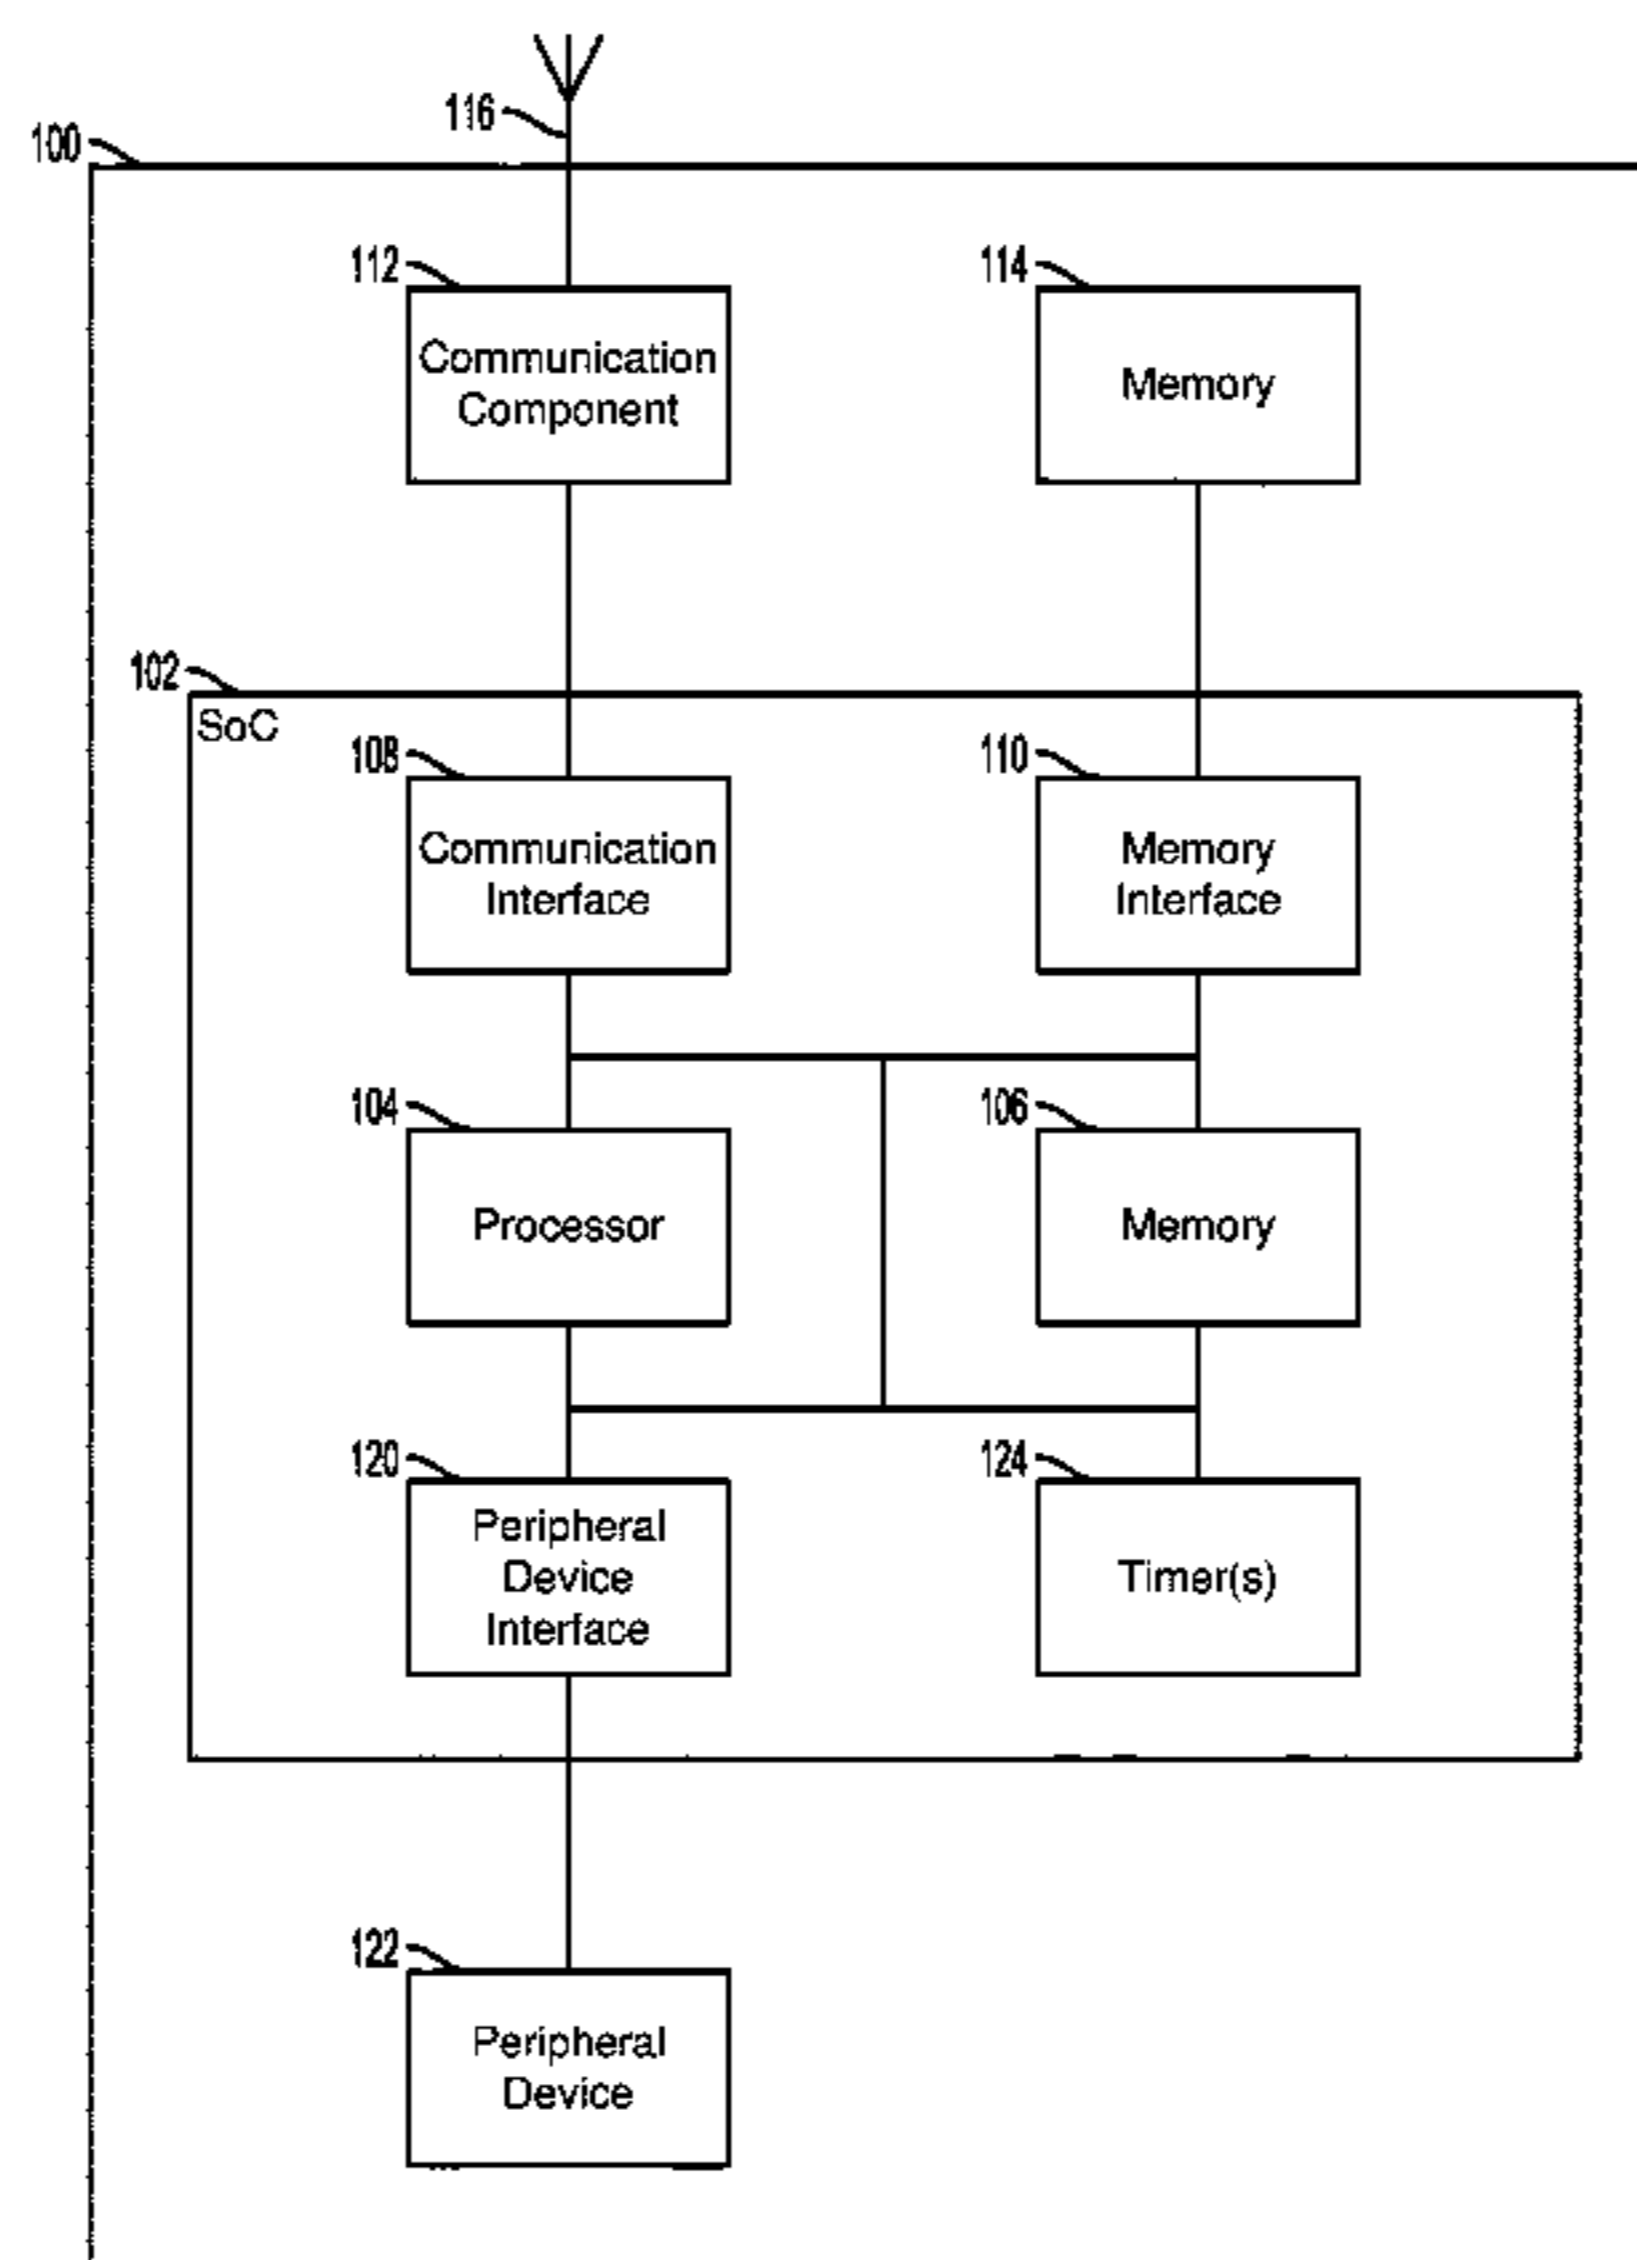 116
100
112
Communication
Component
114
Memory
102
SoC
108
Communication
Interface
110
Memory
Interface
104
Processor
106
Memory
120
Peripheral
Device
Interface
124
Timer(s)
122
Peripheral
Device